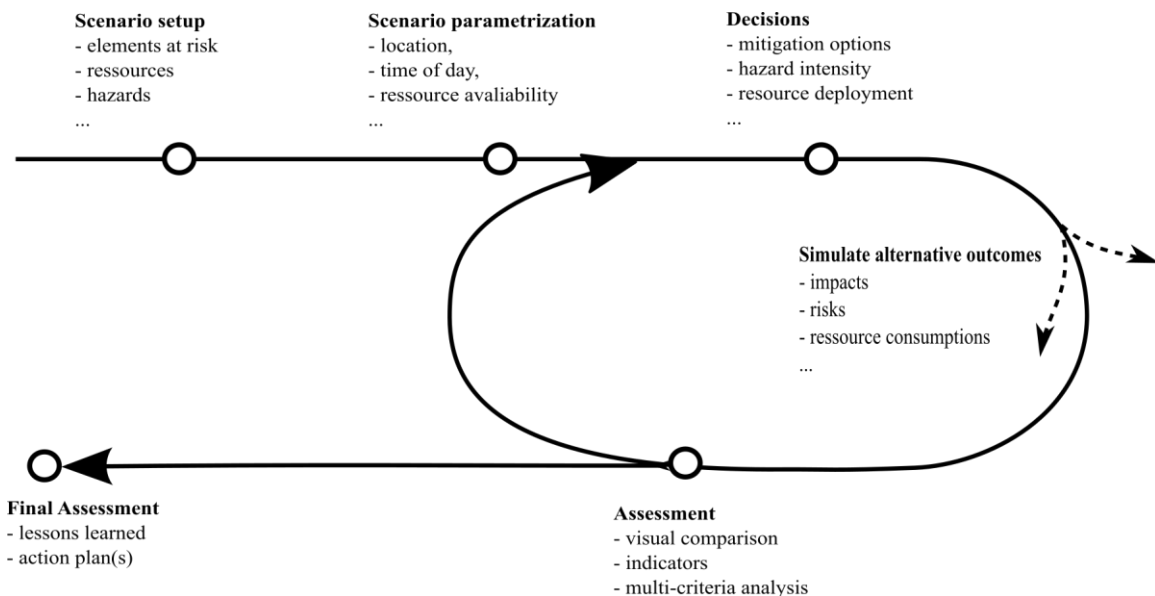 Scenario setup
- elements at risk
- ressources
- hazards
...
Scenario parametrization
- location,
- time of day,
- ressource avaliability
...
Decisions
- mitigation options
- hazard intensity
- resource deployment
...
Simulate alternative outcomes
- impacts
- risks
- ressource consumptions
...
Final Assessment
- lessons learned
- action plan(s)
Assessment
- visual comparison
- indicators
- multi-criteria analysis